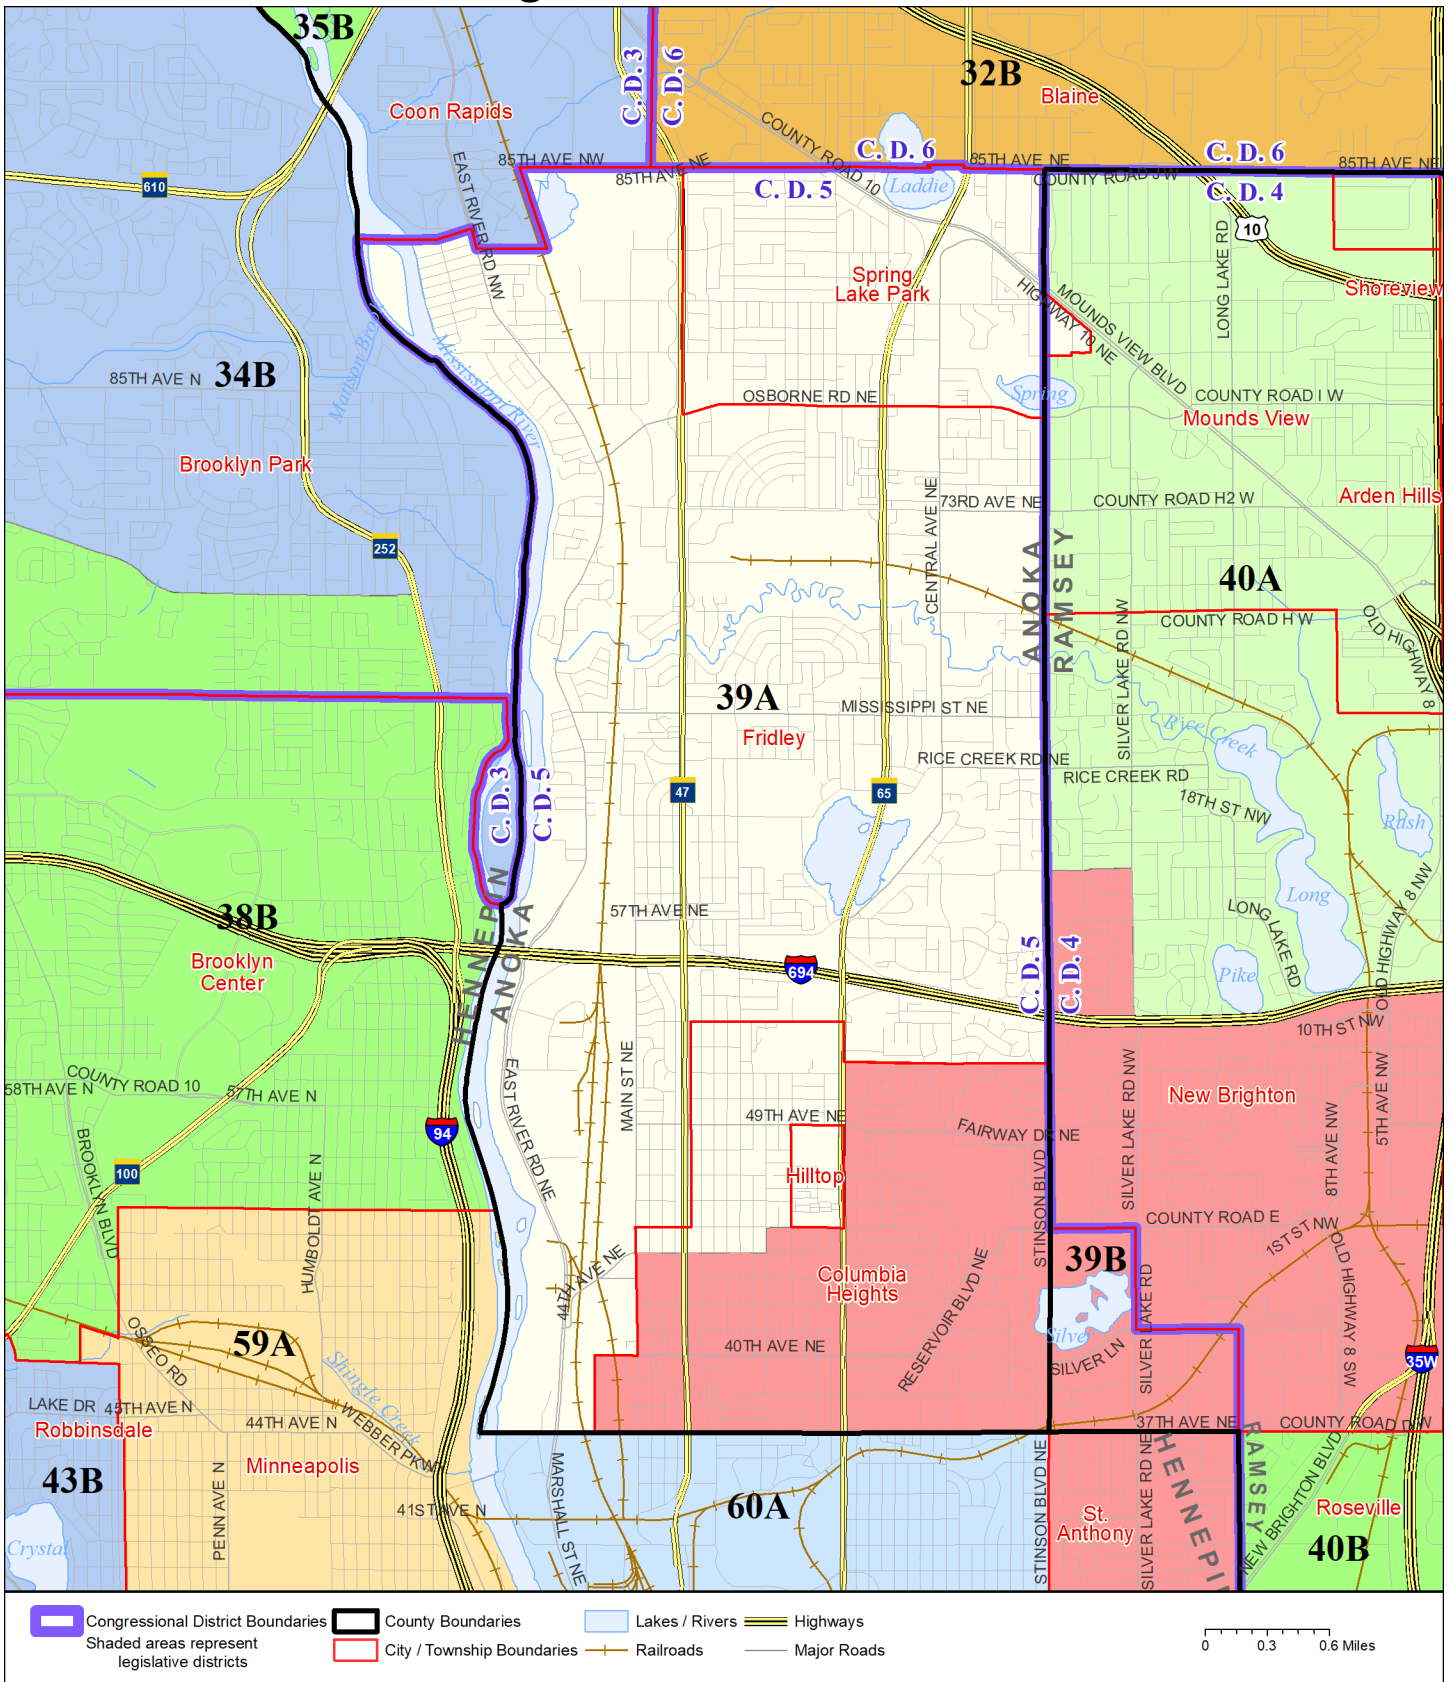 35B
C. D. 3
C. D. 6
32B
Blaine
Coon Rapids
COUNTY ROAD 10
85TH AVE NW
85TH AVE NE
C. D. 6
85TH AVE NE
C. D. 6
85TH AVE NE
EAST RIVER RD NW
C. D. 5
Laddie
COUNTY ROAD J W
C. D. 4
610
10
LONG LAKE RD
Spring
Lake Park
Shoreview
HIGHWAY 10 NE
MOUNDS VIEW BLVD
Mississippi River
85TH AVE N
34B
OSBORNE RD NE
Spring
COUNTY ROAD I W
Mounds View
Brooklyn Park
CENTRAL AVE NE
73RD AVE NE
COUNTY ROAD H2 W
Arden Hills
252
ANOKA
RAMSEY
40A
COUNTY ROAD H W
OLD HIGHWAY 8
SILVER LAKE RD NW
39A
MISSISSIPPI ST NE
Fridley
Rice Creek
RICE CREEK RD NE
RICE CREEK RD
C. D. 3
C. D. 5
47
65
18TH ST NW
Rush
Long
38B
57TH AVE NE
LONG LAKE RD
OLD HIGHWAY 8 NW
HENNEPIN
ANOKA
Brooklyn
Center
694
C. D. 5
C. D. 4
Pike
10TH ST NW
58TH AVE N
COUNTY ROAD 10
57TH AVE N
EAST RIVER RD NE
MAIN ST NE
SILVER LAKE RD NW
New Brighton
5TH AVE NW
8TH AVE NW
49TH AVE NE
FAIRWAY DR NE
94
BROOKLYN BLVD
100
HUMBOLDT AVE N
Hilltop
STINSON BLVD
COUNTY ROAD E
1ST ST NW
44TH AVE NE
39B
OLD HIGHWAY 8 SW
Columbia
Heights
RESERVOIR BLVD NE
SILVER LAKE RD
Silver
SILVER LN
OSSEO RD
59A
Shingle Creek
40TH AVE NE
35W
LAKE DR
45TH AVE N
44TH AVE N
WEBBER PKWY
37TH AVE NE
COUNTY ROAD D W
Robbinsdale
Minneapolis
43B
PENN AVE N
41ST AVE N
MARSHALL ST NE
60A
STINSON BLVD NE
St.
Anthony
SILVER LAKE RD NE
RAMSEY
NEW BRIGHTON BLVD
Roseville
40B
Crystal
Congressional District Boundaries
County Boundaries
Lakes / Rivers
Highways
Shaded areas represent
legislative districts
City / Township Boundaries
Railroads
Major Roads
0 0.3 0.6 Miles